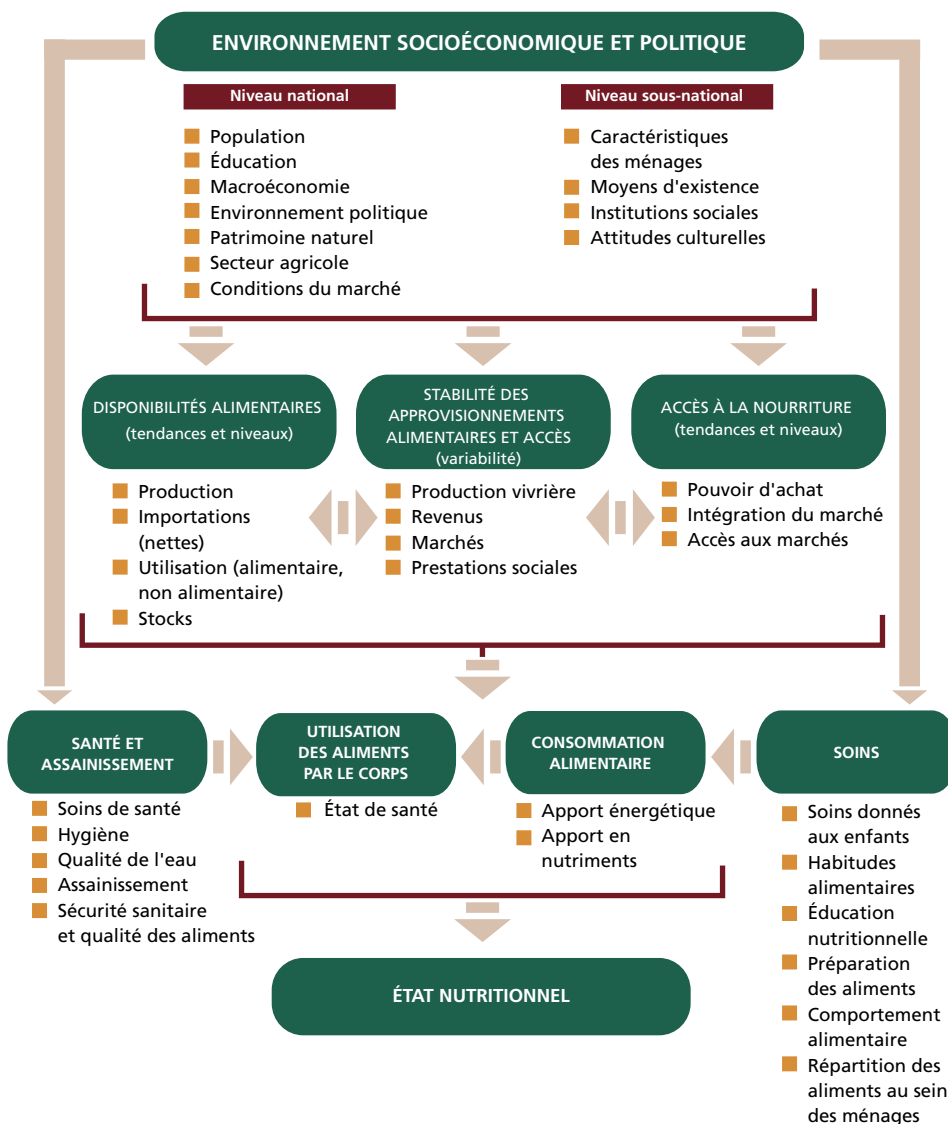 ENVIRONNEMENT SOCIOÉCONOMIQUE ET POLITIQUE
Niveau national
Population
Éducation
Macroéconomie
Environnement politique
Patrimoine naturel
Secteur agricole
Conditions du marché
Niveau sous-national
Caractéristiques
des ménages
Moyens d'existence
Institutions sociales
Attitudes culturelles
DISPONIBILITÉS ALIMENTAIRES
(tendances et niveaux)
Production
Importations
(nettes)
Utilisation (alimentaire,
non alimentaire)
Stocks
STABILITÉ DES
APPROVISIONNEMENTS
ALIMENTAIRES ET ACCÈS
(variabilité)
Production vivrière
Revenus
Marchés
Prestations sociales
ACCÈS À LA NOURRITURE
(tendances et niveaux)
Pouvoir d'achat
Intégration du marché
Accès aux marchés
SANTÉ ET
ASSAINISSEMENT
Soins de santé
Hygiène
Qualité de l'eau
Assainissement
Sécurité sanitaire
et qualité des aliments
UTILISATION
DES ALIMENTS
PAR LE CORPS
État de santé
CONSOMMATION
ALIMENTAIRE
Apport énergétique
Apport en
nutriments
SOINS
Soins donnés
aux enfants
Habitudes
alimentaires
Éducation
nutritionnelle
Préparation
des aliments
Comportement
alimentaire
Répartition des
aliments au sein
des ménages
ÉTAT NUTRITIONNEL